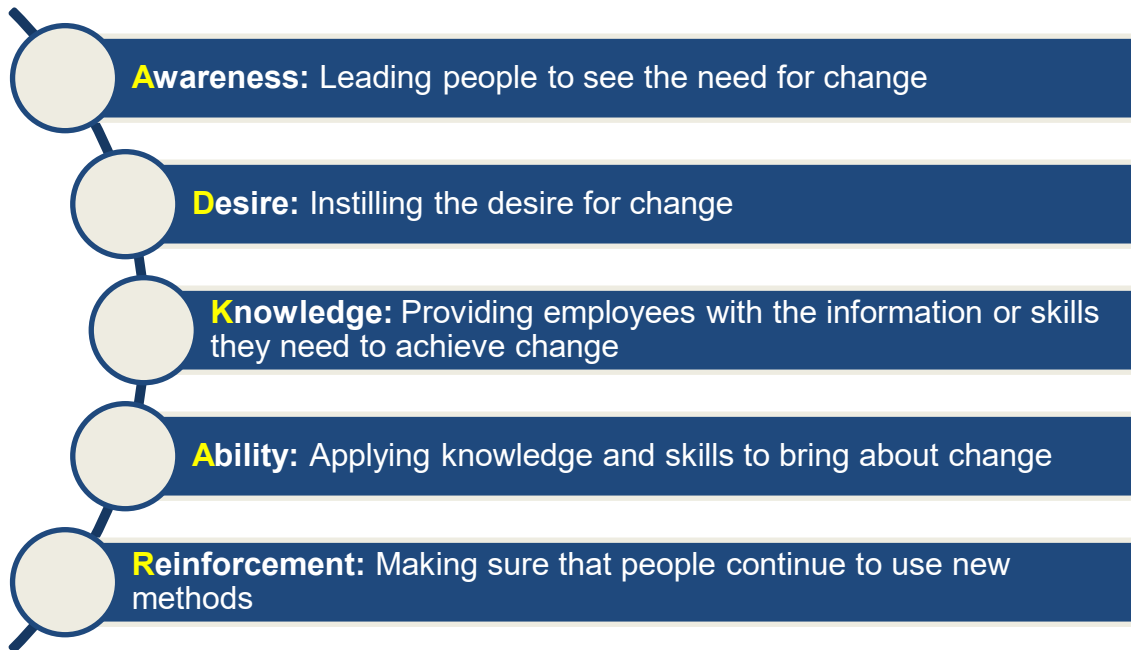 Awareness: Leading people to see the need for change
Desire: Instilling the desire for change
Knowledge: Providing employees with the information or skills
they need to achieve change
Ability: Applying knowledge and skills to bring about change
Reinforcement: Making sure that people continue to use new
methods